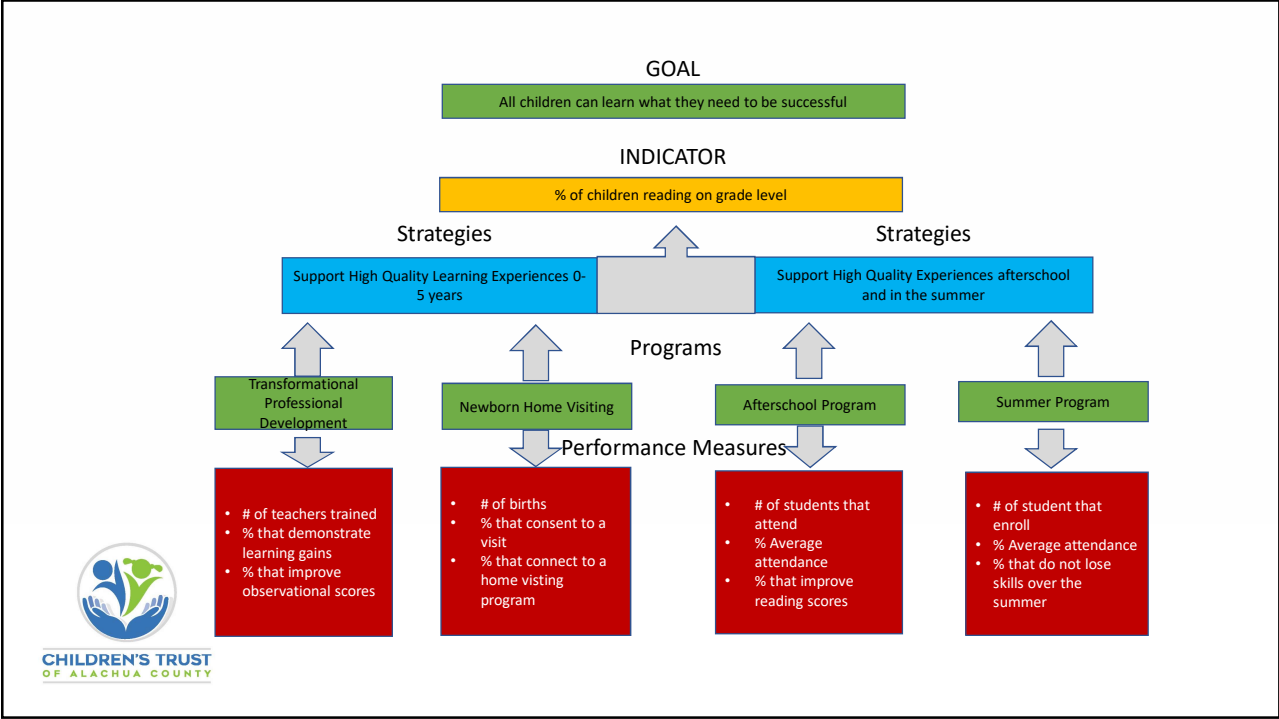 GOAL
All children can learn what they need to be successful
INDICATOR
% of children reading on grade level
Strategies
Strategies
Support High Quality Learning Experiences 0-
5 years
Support High Quality Experiences afterschool
and in the summer
Programs
Transformational
Professional
Development
Newborn Home Visiting
Afterschool Program
Summer Program
Performance Measures
• # of teachers trained
• % that demonstrate
learning gains
• % that improve
observational scores
• # of births
• % that consent to a
visit
• % that connect to a
home visting
program
• # of students that
attend
• % Average
attendance
• % that improve
reading scores
• # of student that
enroll
• % Average attendance
• % that do not lose
skills over the
summer
CHILDREN'S TRUST
OF ALACHUA COUNTY